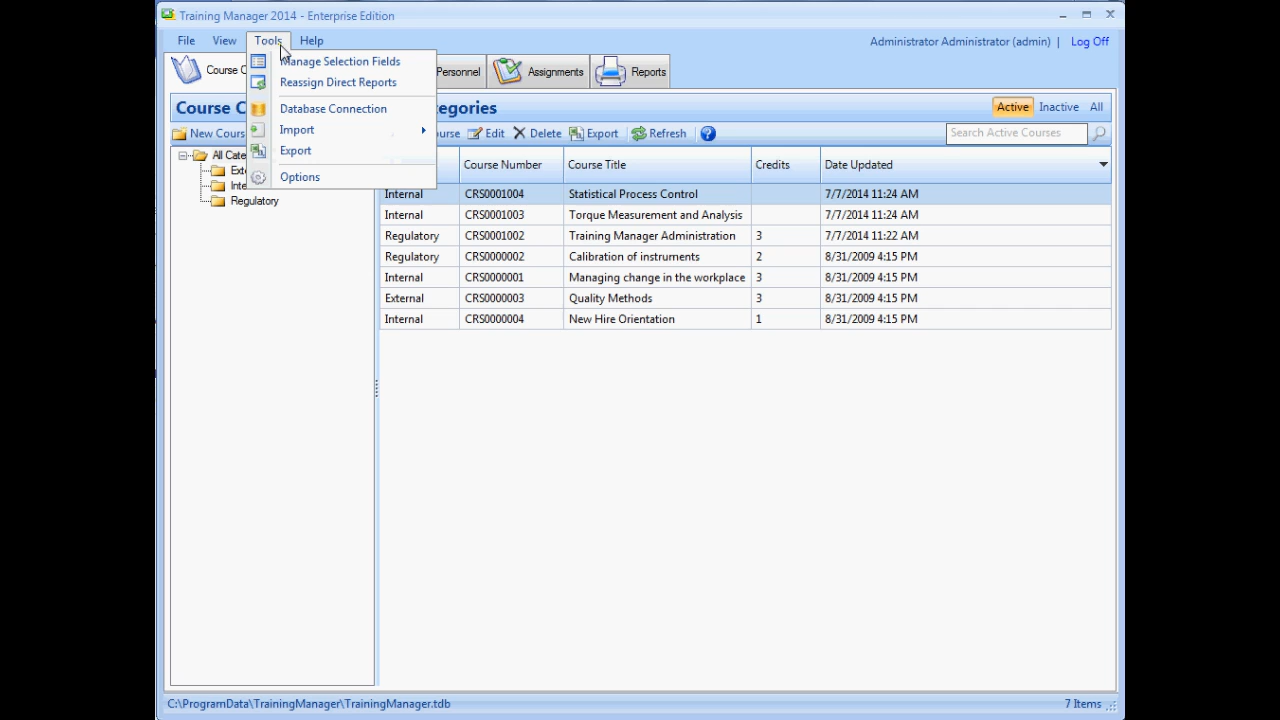 Training Manager 2014 - Enterprise Edition
File View Tools Help
Administrator Administrator (admin) | Log Off
Manage Selection Fields
Reassign Direct Reports
Database Connection
Import
Export
Options
Course C
Personnel
Assignments
Reports
Course C
egories
Active Inactive All
New Cours
ourse Edit Delete Export Refresh
Search Active Courses
All Cate
Ext
Inte
Regulatory
Course Number Course Title Credits Date Updated
Internal CRS0001004 Statistical Process Control 7/7/2014 11:24 AM
Internal CRS0001003 Torque Measurement and Analysis 7/7/2014 11:24 AM
Regulatory CRS0001002 Training Manager Administration 3 7/7/2014 11:22 AM
Regulatory CRS0000002 Calibration of instruments 2 8/31/2009 4:15 PM
Internal CRS0000001 Managing change in the workplace 3 8/31/2009 4:15 PM
External CRS0000003 Quality Methods 3 8/31/2009 4:15 PM
Internal CRS0000004 New Hire Orientation 1 8/31/2009 4:15 PM
C:\ProgramData\TrainingManager\TrainingManager.tdb
7 Items